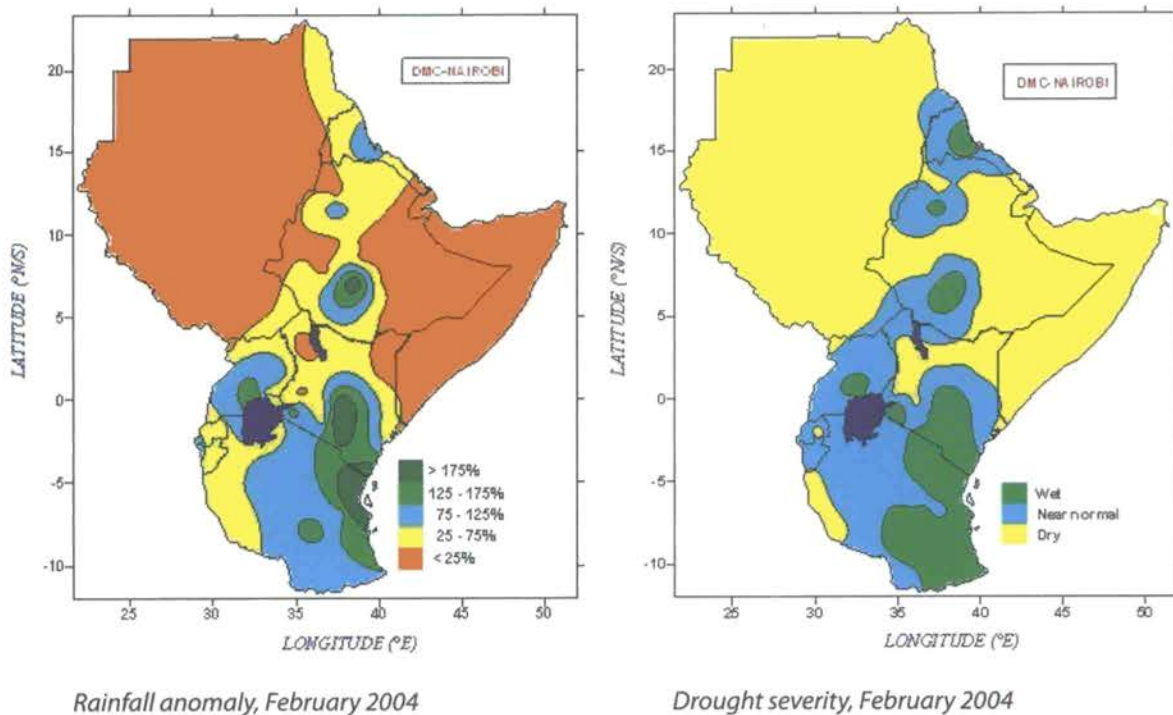 DMC-NAIROBI
20
15
10
5
0
-5
-10
LATITUDE (°N/S)
> 175%
125 - 175%
75 - 125%
25 - 75%
< 25%
25 30 35 40 45 50
LONGITUDE (°E)
Rainfall anomaly, February 2004
DMC-NAIROBI
20
15
10
5
0
-5
-10
LATITUDE (°N/S)
Wet
Near normal
Dry
25 30 35 40 45 50
LONGITUDE (°E)
Drought severity, February 2004